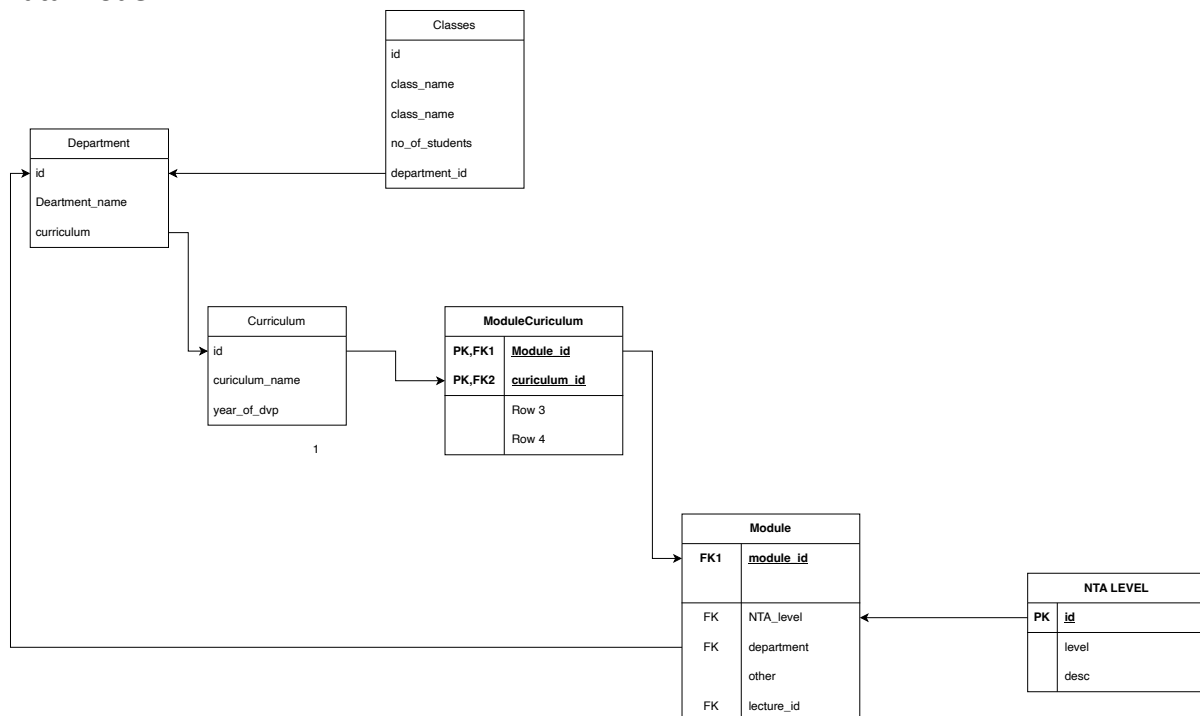 Classes
id
class_name
class_name
no_of_students
department_id
Department
id
Deartment_name
curriculum
Curriculum
id
curiculum_name
year_of_dvp
1
ModuleCuriculum
PK,FK1 Module_id
PK,FK2 curiculum_id
Row 3
Row 4
Module
FK1 module_id
FK NTA_level
FK department
other
FK lecture_id
NTA LEVEL
PK id
level
desc